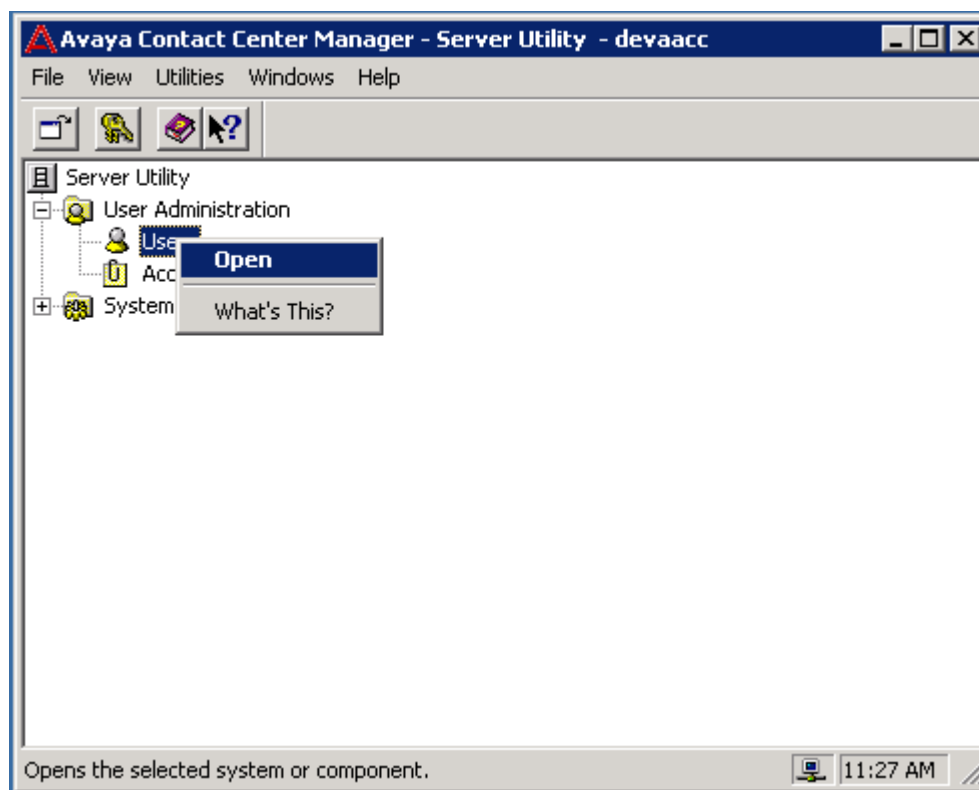 Avaya Contact Center Manager - Server Utility - devaacc
File View Utilities Windows Help
Server Utility
User Administration
Open
System
What's This?
Opens the selected system or component.
11:27 AM